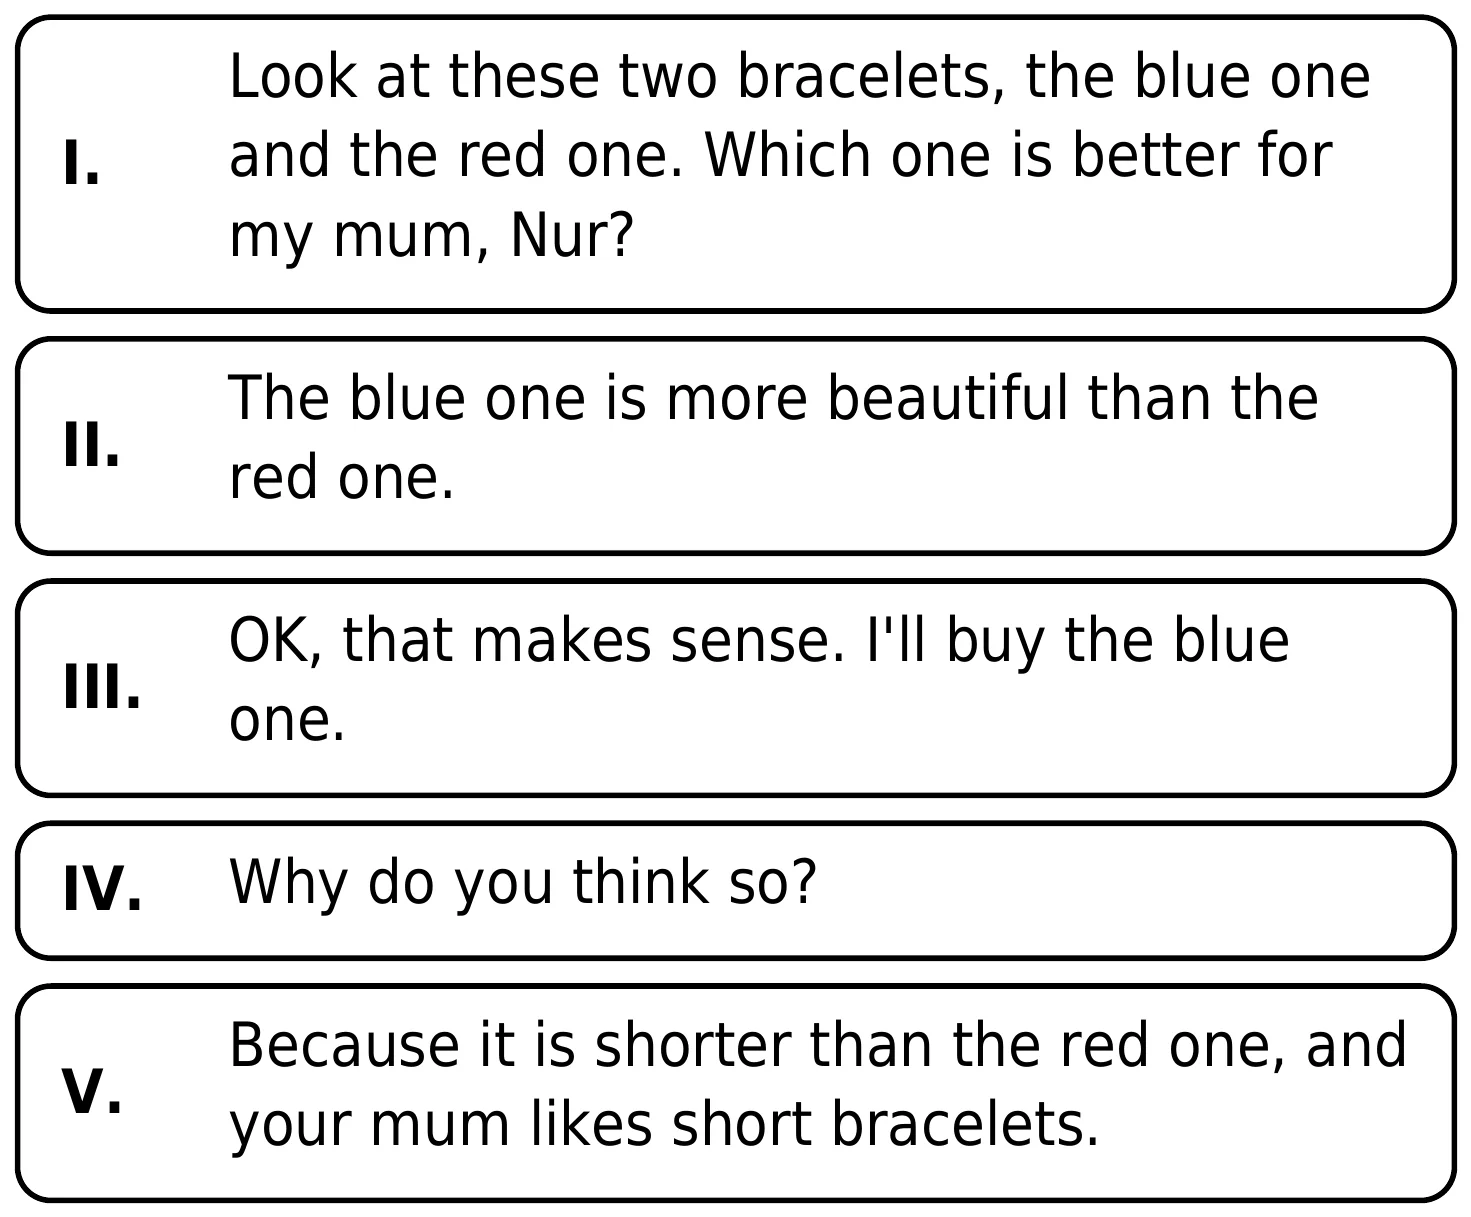 I.
Look at these two bracelets, the blue one
and the red one. Which one is better for
my mum, Nur?
II.
The blue one is more beautiful than the
red one.
III.
OK, that makes sense. I'll buy the blue
one.
IV.
Why do you think so?
V.
Because it is shorter than the red one, and
your mum likes short bracelets.